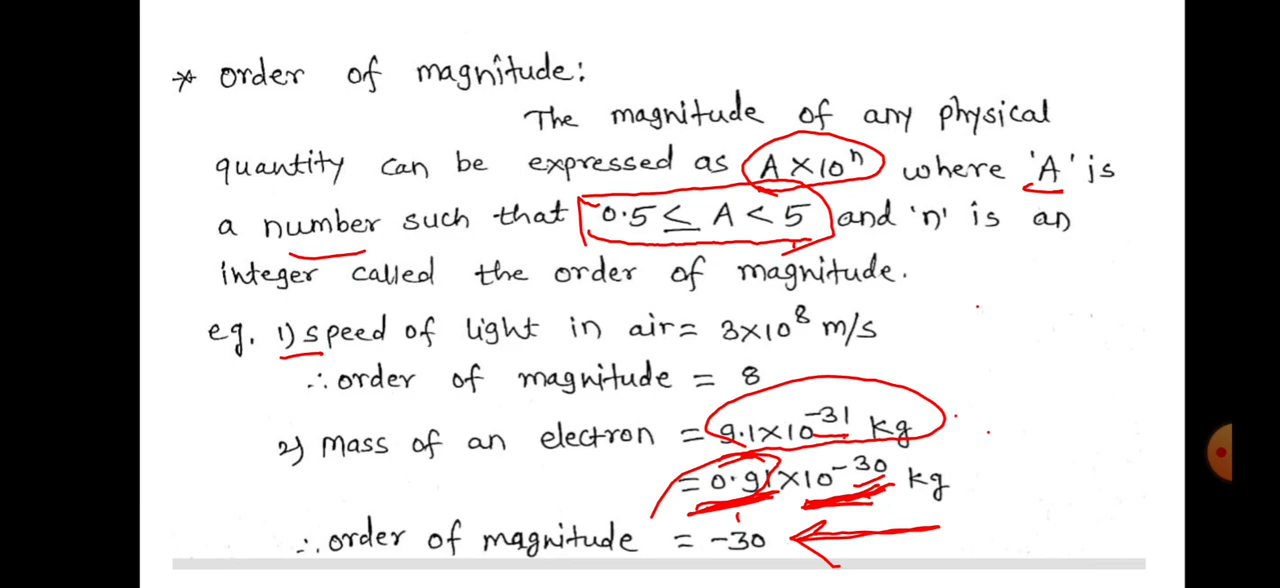 * order of magnitude:
The magnitude of any physical
quantity can be expressed as A×10ⁿ where 'A' is
a number such that 0.5 ≤ A < 5 and 'n' is an
integer called the order of magnitude.
eg. 1) speed of light in air = 3×10⁸ m/s
∴ order of magnitude = 8
2) Mass of an electron = 9.1×10⁻³¹ kg
= 0.91×10⁻³⁰ kg
∴ order of magnitude = -30